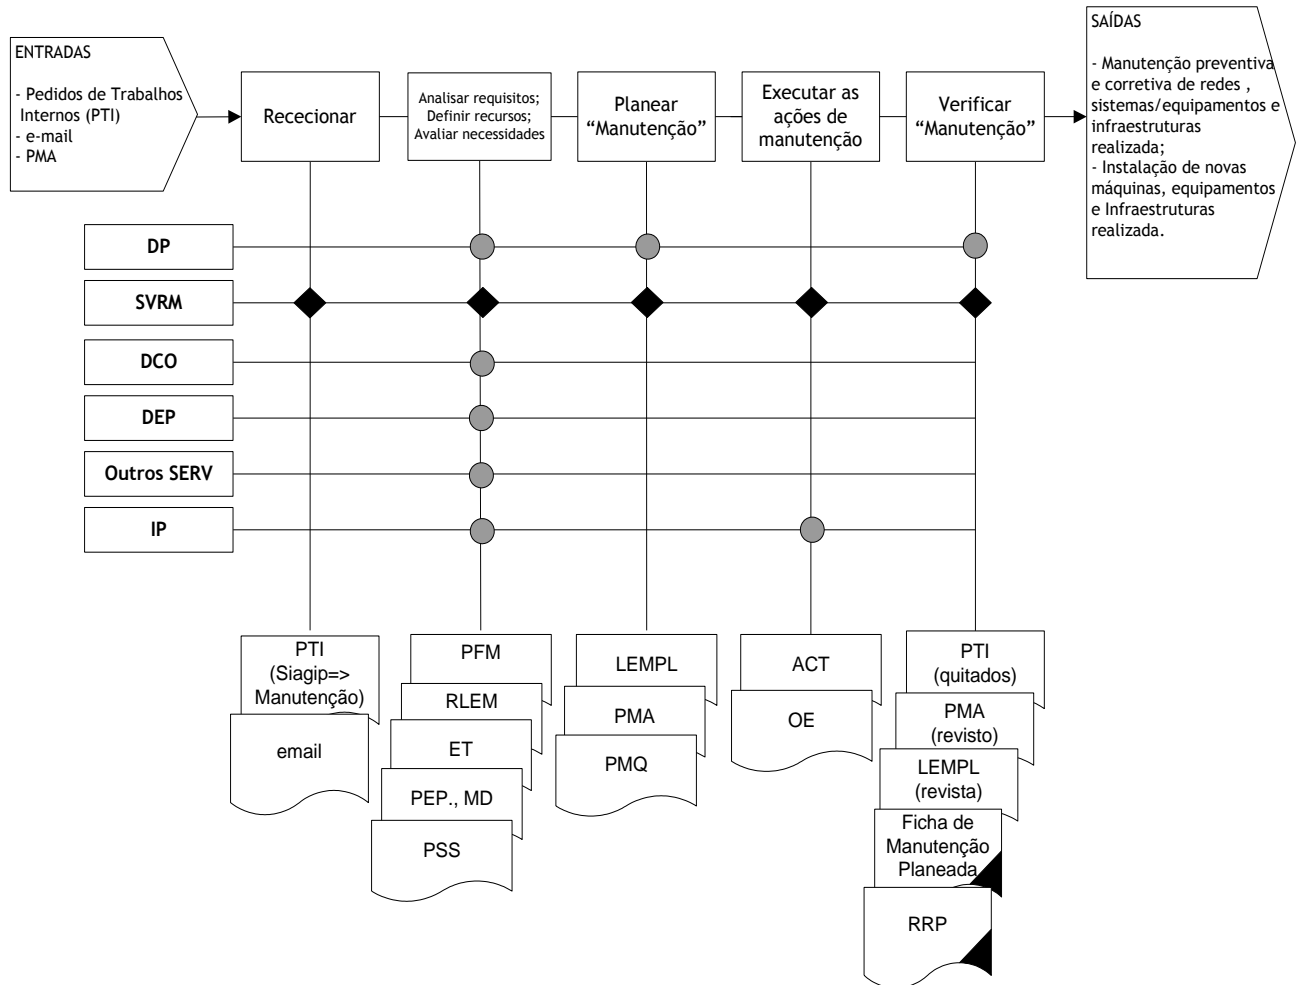 ENTRADAS
- Pedidos de Trabalhos
Internos (PTI)
- e-mail
- PMA
Rececionar
Analisar requisitos;
Definir recursos;
Avaliar necessidades
Planear
“Manutenção”
Executar as
ações de
manutenção
Verificar
“Manutenção”
SAÍDAS
- Manutenção preventiva
e corretiva de redes ,
sistemas/equipamentos e
infraestruturas
realizada;
- Instalação de novas
máquinas, equipamentos
e Infraestruturas
realizada.
DP
SVRM
DCO
DEP
Outros SERV
IP
PTI
(Siagip=>
Manutenção)
email
PFM
RLEM
ET
PEP., MD
PSS
LEMPL
PMA
PMQ
ACT
OE
PTI
(quitados)
PMA
(revisto)
LEMPL
(revista)
Ficha de
Manutenção
Planeada
RRP